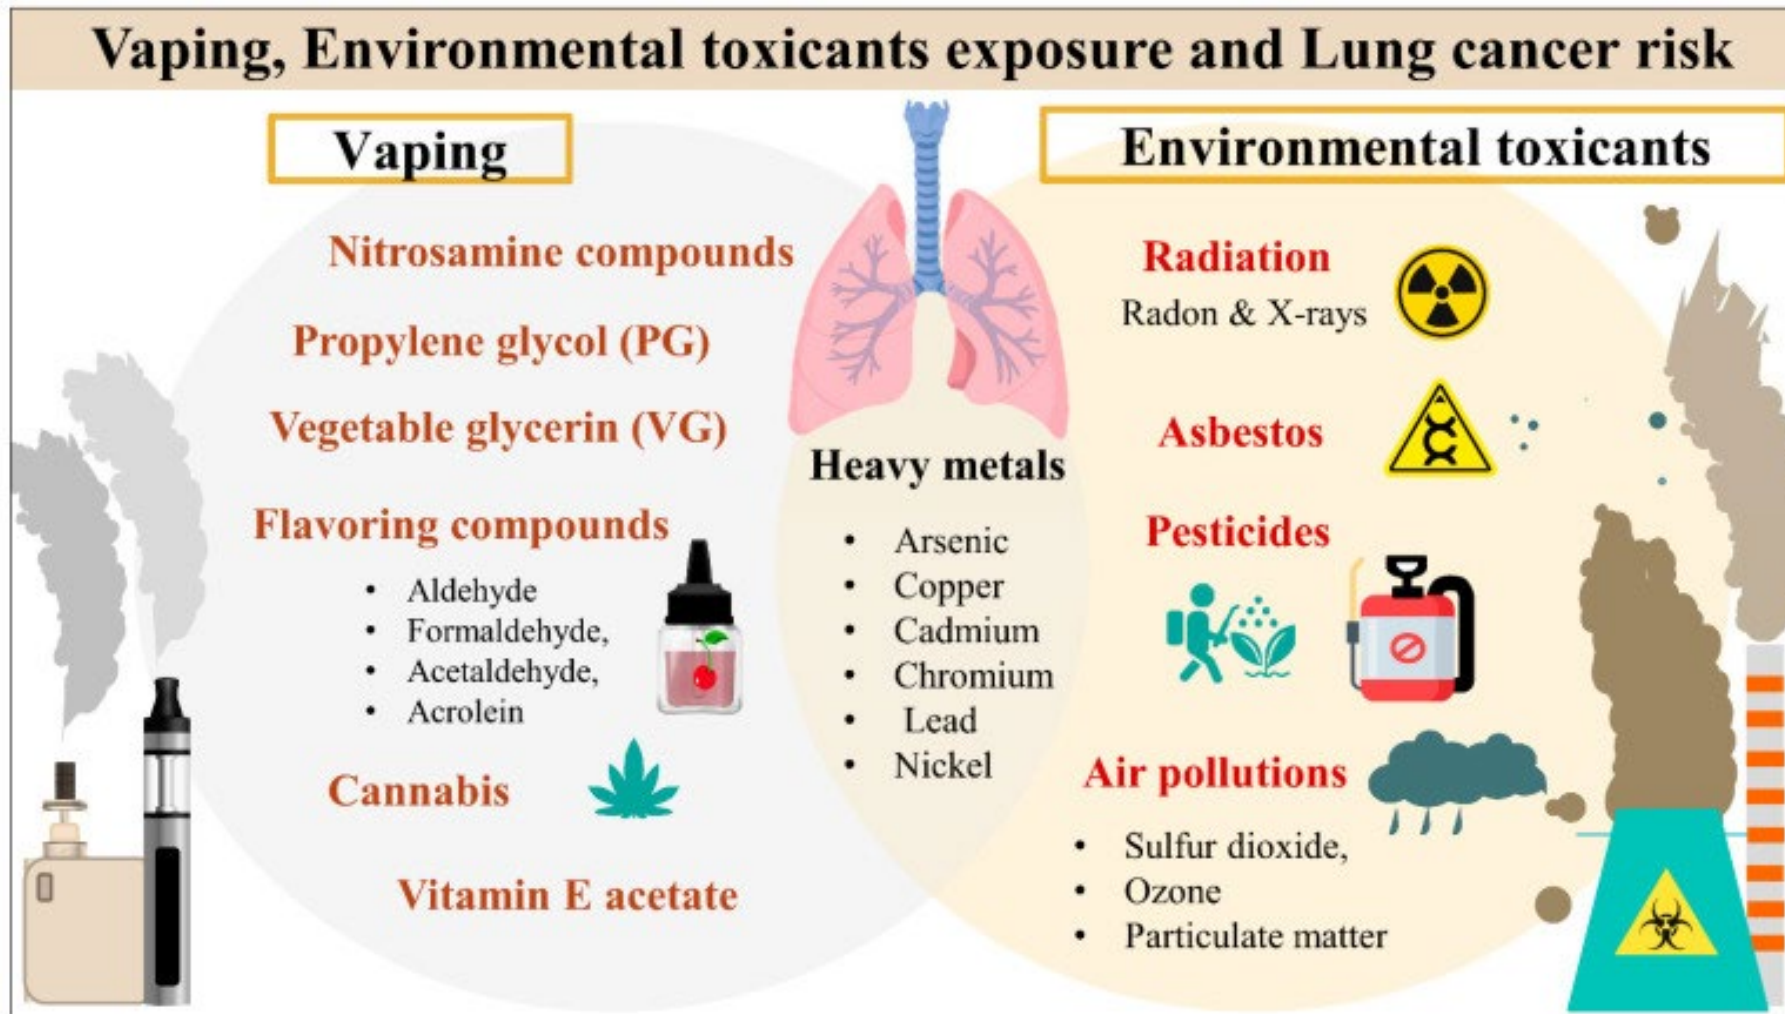 Vaping, Environmental toxicants exposure and Lung cancer risk
Vaping
Nitrosamine compounds
Propylene glycol (PG)
Vegetable glycerin (VG)
Flavoring compounds
• Aldehyde
• Formaldehyde,
• Acetaldehyde,
• Acrolein
Cannabis
Vitamin E acetate
Heavy metals
• Arsenic
• Copper
• Cadmium
• Chromium
• Lead
• Nickel
Environmental toxicants
Radiation
Radon & X-rays
Asbestos
Pesticides
Air pollutions
• Sulfur dioxide,
• Ozone
• Particulate matter